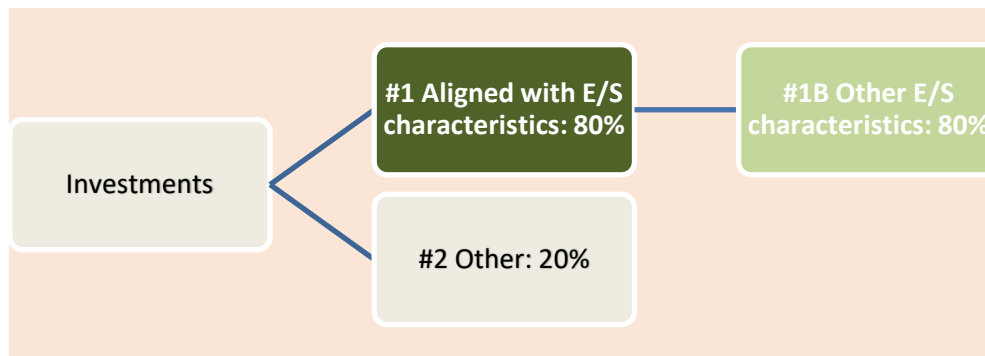 #1 Aligned with E/S
characteristics: 80%
#1B Other E/S
characteristics: 80%
Investments
#2 Other: 20%